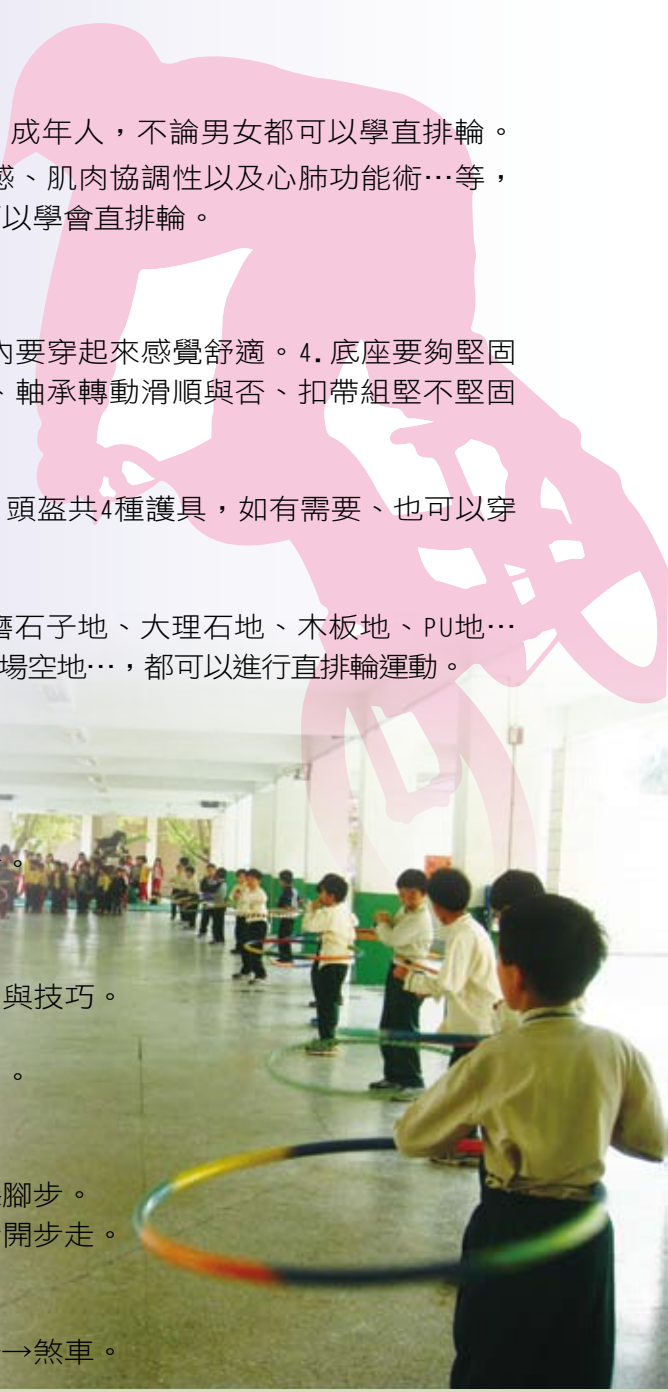 成年人，不論男女都可以學直排輪。
感、肌肉協調性以及心肺功能術…等，
以學會直排輪。
內要穿起來感覺舒適。4.底座要夠堅固
、軸承轉動滑順與否、扣帶組堅不堅固
頭盔共4種護具，如有需要、也可以穿
磨石子地、大理石地、木板地、PU地…
場空地…，都可以進行直排輪運動。
。
與技巧。
。
腳步。
開步走。
→煞車。